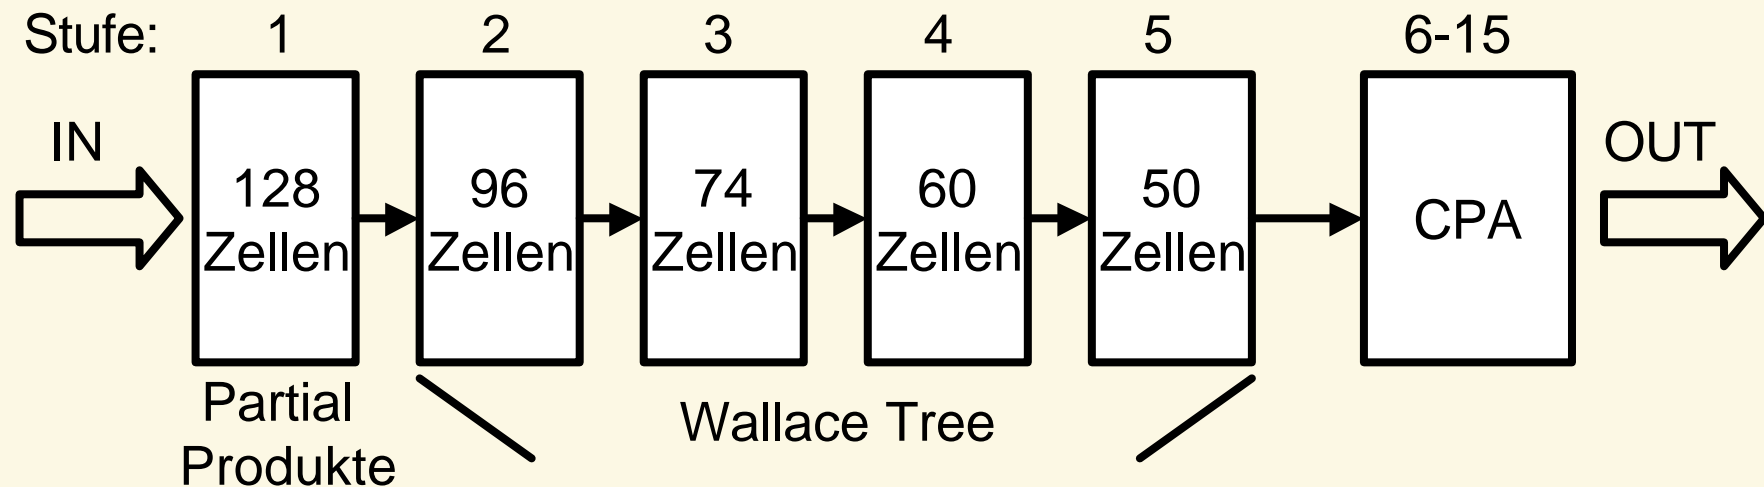 Stufe: 1 2 3 4 5 6-15
IN
128 Zellen
96 Zellen
74 Zellen
60 Zellen
50 Zellen
CPA
OUT
Partial
Produkte
Wallace Tree